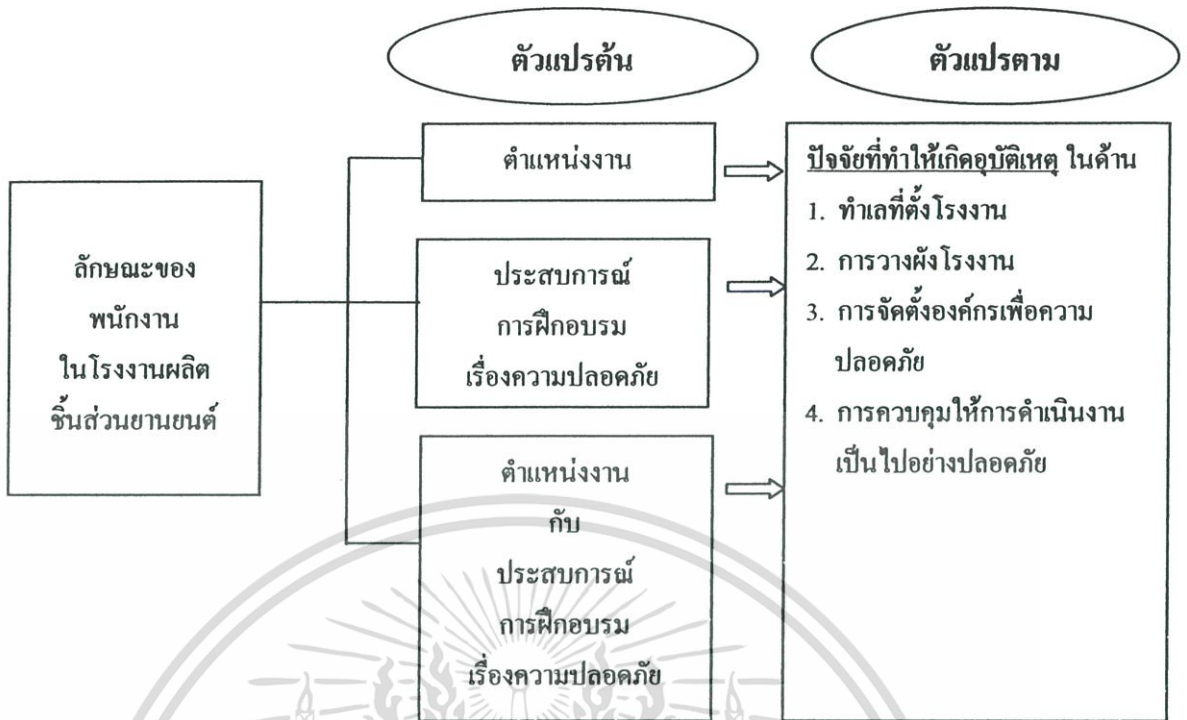 ตัวแปรต้น
ตัวแปรตาม
ลักษณะของ
พนักงาน
ในโรงงานผลิต
ชิ้นส่วนยานยนต์
ตำแหน่งงาน
ประสบการณ์
การฝึกอบรม
เรื่องความปลอดภัย
ตำแหน่งงาน
กับ
ประสบการณ์
การฝึกอบรม
เรื่องความปลอดภัย
ปัจจัยที่ทำให้เกิดอุบัติเหตุ ในด้าน
1. ทำเลที่ตั้งโรงงาน
2. การวางผังโรงงาน
3. การจัดตั้งองค์กรเพื่อความ
ปลอดภัย
4. การควบคุมให้การดำเนินงาน
เป็นไปอย่างปลอดภัย